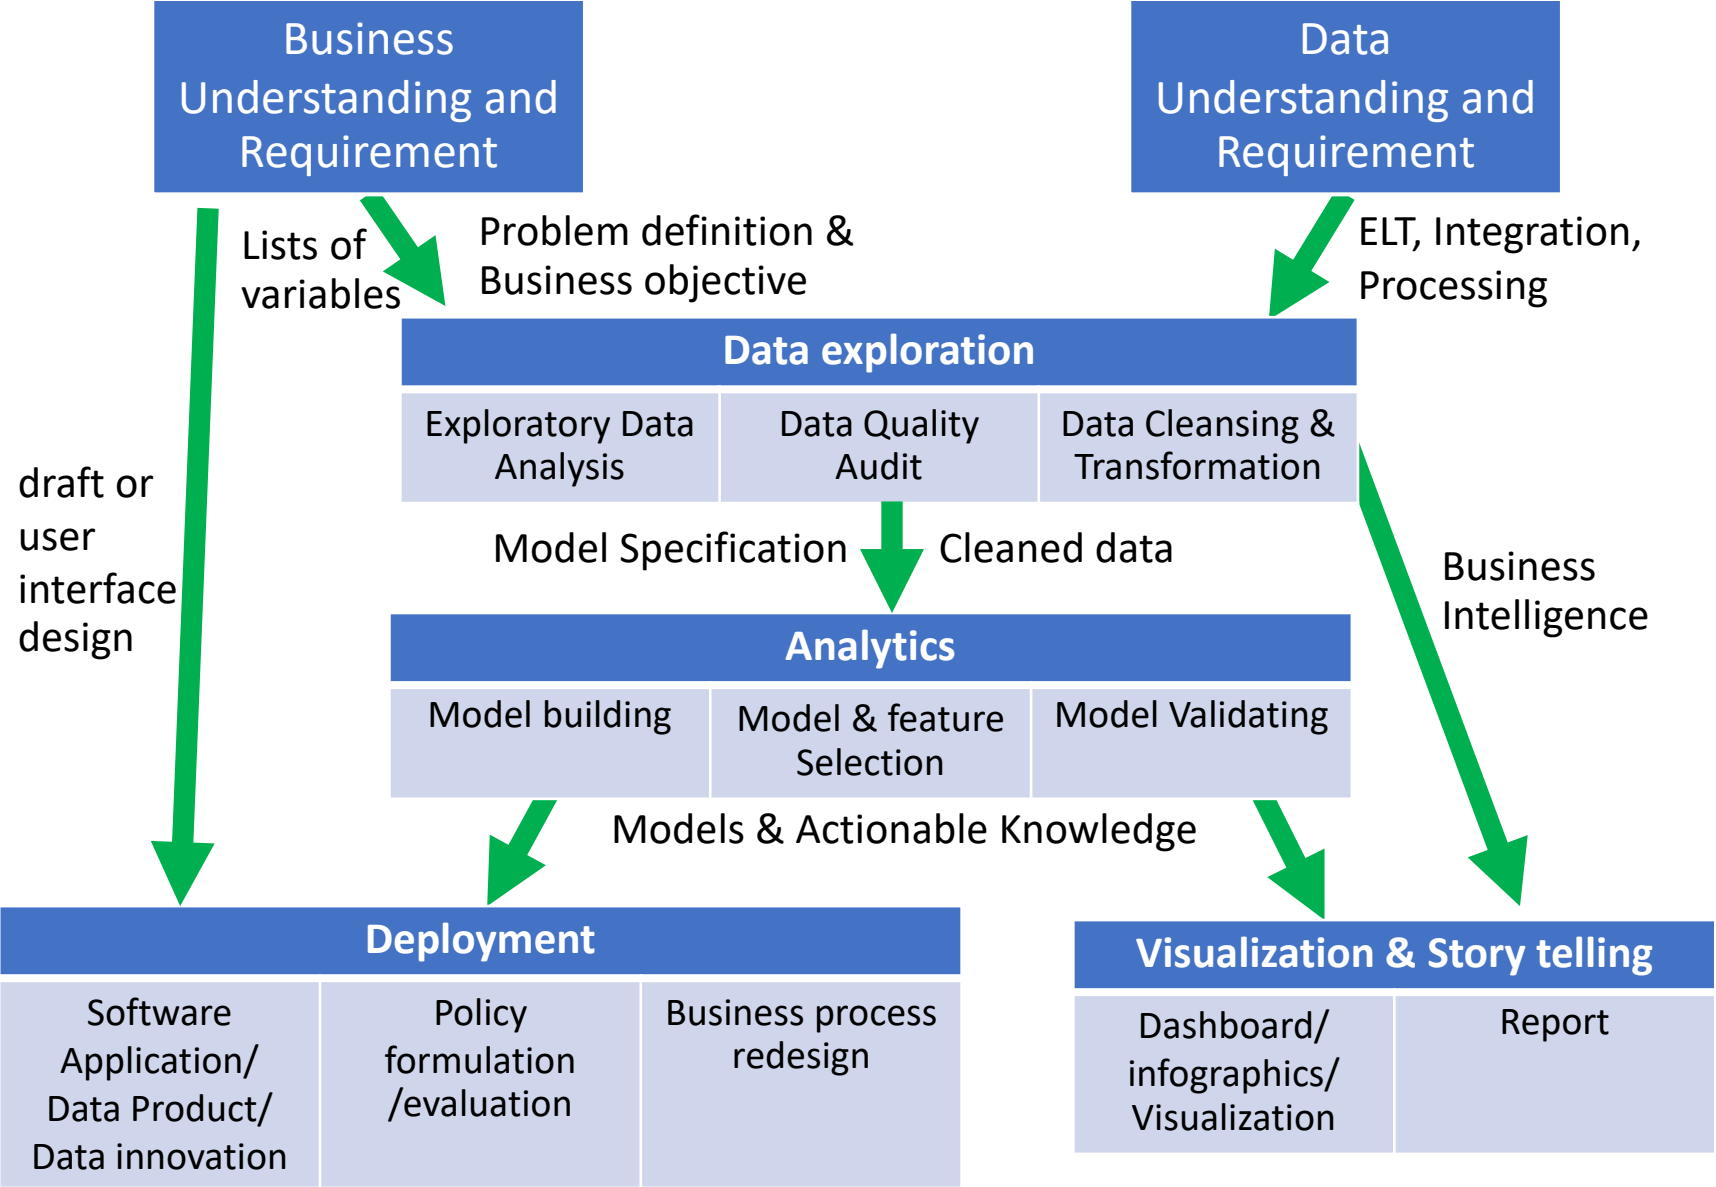 Business
Understanding and
Requirement
Data
Understanding and
Requirement
Lists of
variables
Problem definition &
Business objective
ELT, Integration,
Processing
Data exploration
Exploratory Data
Analysis
Data Quality
Audit
Data Cleansing &
Transformation
draft or
user
interface
design
Model Specification
Cleaned data
Business
Intelligence
Analytics
Model building
Model & feature
Selection
Model Validating
Models & Actionable Knowledge
Deployment
Software
Application/
Data Product/
Data innovation
Policy
formulation
/evaluation
Business process
redesign
Visualization & Story telling
Dashboard/
infographics/
Visualization
Report